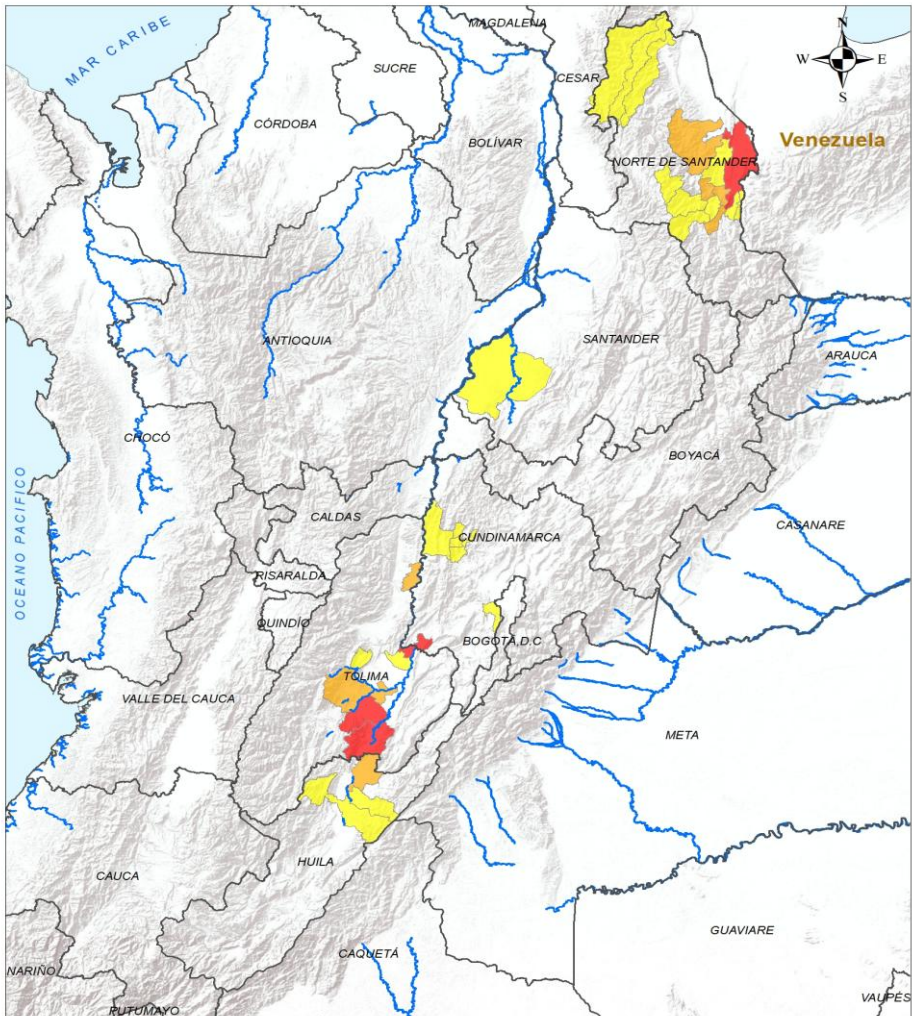 MAGDALENA
N
MAR CARIBE
W
E
SUCRE
CESAR
S
CÓRDOBA
BOLÍVAR
Venezuela
NORTE DE SANTANDER
ANTIOQUIA
SANTANDER
ARAUCA
CHOCÓ
BOYACÁ
OCEANO PACIFICO
CALDAS
CASANARE
CUNDINAMARCA
RISARALDA
QUINDÍO
BOGOTÁ, D.C
TOLIMA
VALLE DEL CAUCA
META
HUILA
CAUCA
GUAVIARE
CAQUETÁ
NARIÑO
VAUPÉS
PUTUMAYO